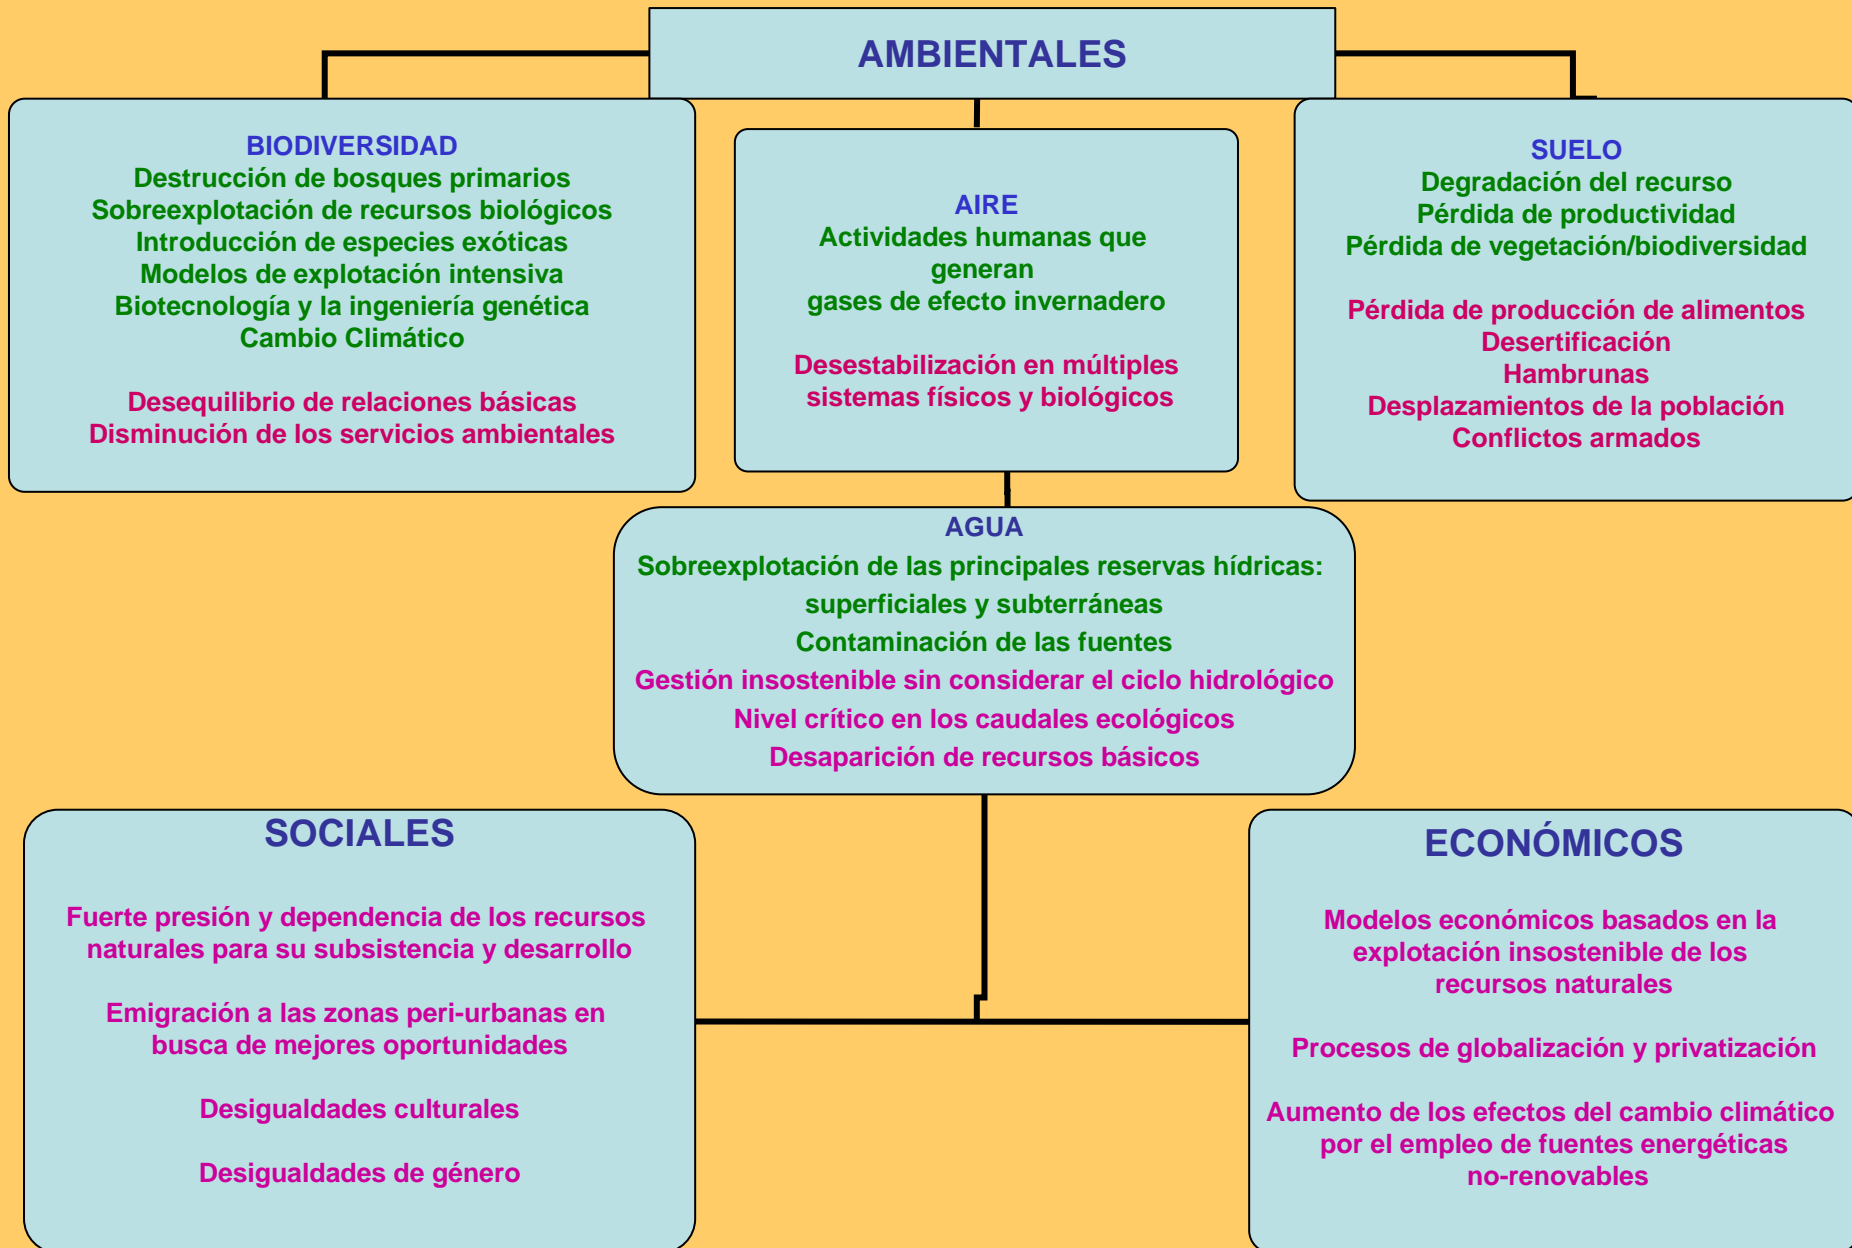 AMBIENTALES
BIODIVERSIDAD
Destrucción de bosques primarios
Sobreexplotación de recursos biológicos
Introducción de especies exóticas
Modelos de explotación intensiva
Biotecnología y la ingeniería genética
Cambio Climático
Desequilibrio de relaciones básicas
Disminución de los servicios ambientales
AIRE
Actividades humanas que
generan
gases de efecto invernadero
Desestabilización en múltiples
sistemas físicos y biológicos
SUELO
Degradación del recurso
Pérdida de productividad
Pérdida de vegetación/biodiversidad
Pérdida de producción de alimentos
Desertificación
Hambrunas
Desplazamientos de la población
Conflictos armados
AGUA
Sobreexplotación de las principales reservas hídricas:
superficiales y subterráneas
Contaminación de las fuentes
Gestión insostenible sin considerar el ciclo hidrológico
Nivel crítico en los caudales ecológicos
Desaparición de recursos básicos
SOCIALES
Fuerte presión y dependencia de los recursos
naturales para su subsistencia y desarrollo
Emigración a las zonas peri-urbanas en
busca de mejores oportunidades
Desigualdades culturales
Desigualdades de género
ECONÓMICOS
Modelos económicos basados en la
explotación insostenible de los
recursos naturales
Procesos de globalización y privatización
Aumento de los efectos del cambio climático
por el empleo de fuentes energéticas
no-renovables